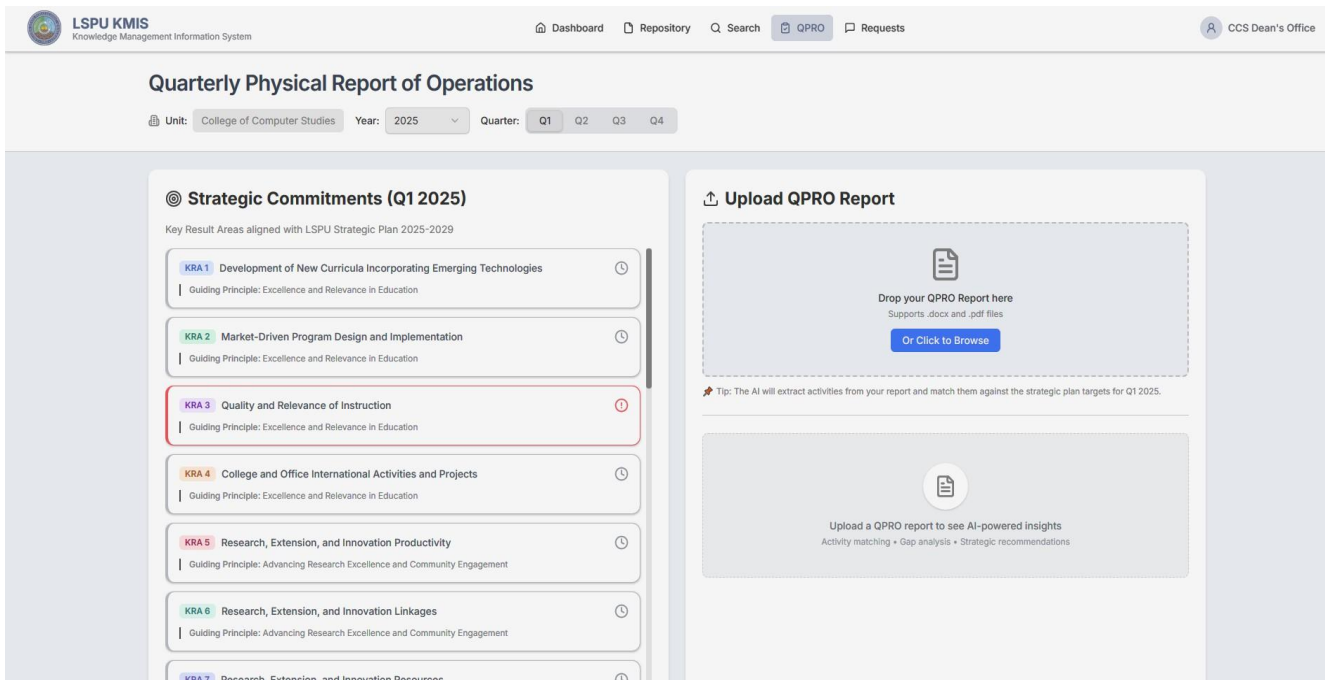 LSPU KMIS
Knowledge Management Information System
Dashboard
Repository
Search
QPRO
Requests
CCS Dean's Office
Quarterly Physical Report of Operations
Unit: College of Computer Studies Year: 2025 Quarter: Q1 Q2 Q3 Q4
Strategic Commitments (Q1 2025)
Key Result Areas aligned with LSPU Strategic Plan 2025-2029
KRA 1 Development of New Curricula Incorporating Emerging Technologies
Guiding Principle: Excellence and Relevance in Education
KRA 2 Market-Driven Program Design and Implementation
Guiding Principle: Excellence and Relevance in Education
KRA 3 Quality and Relevance of Instruction
Guiding Principle: Excellence and Relevance in Education
KRA 4 College and Office International Activities and Projects
Guiding Principle: Excellence and Relevance in Education
KRA 5 Research, Extension, and Innovation Productivity
Guiding Principle: Advancing Research Excellence and Community Engagement
KRA 6 Research, Extension, and Innovation Linkages
Guiding Principle: Advancing Research Excellence and Community Engagement
KRA 7 Research, Extension, and Innovation Resources
Upload QPRO Report
Drop your QPRO Report here
Supports .docx and .pdf files
Or Click to Browse
Tip: The AI will extract activities from your report and match them against the strategic plan targets for Q1 2025.
Upload a QPRO report to see AI-powered insights
Activity matching • Gap analysis • Strategic recommendations